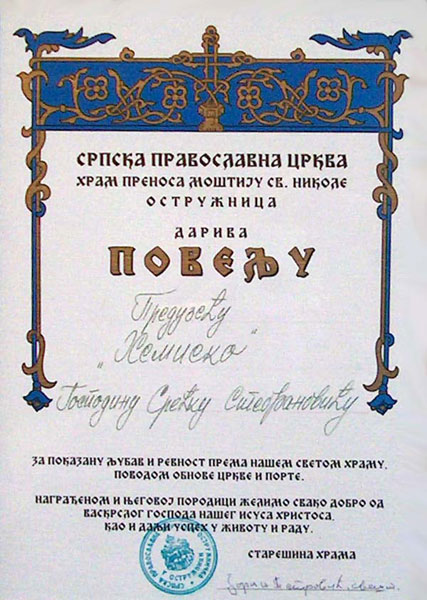 СРПСКА ПРАВОСЛАВНА ЦРКВА
ХРАМ ПРЕНОСА МОШТИЈУ СВ. НИКОЛЕ
ОСТРУЖНИЦА
ДАРИВА
ПОВЕЉУ
Предузећу
„Хемиско"
Господину Срећку Стефановићу
ЗА ПОКАЗАНУ ЉУБАВ И РЕВНОСТ ПРЕМА НАШЕМ СВЕТОМ ХРАМУ,
ПОВОДОМ ОБНОВЕ ЦРКВЕ И ПОРТЕ.
НАГРАЂЕНОМ И ЊЕГОВОЈ ПОРОДИЦИ ЖЕЛИМО СВАКО ДОБРО ОД
ВАСКРСЛОГ ГОСПОДА НАШЕГ ИСУСА ХРИСТОСА,
КАО И ДАЉИ УСПЕХ У ЖИВОТУ И РАДУ.
СТАРЕШИНА ХРАМА